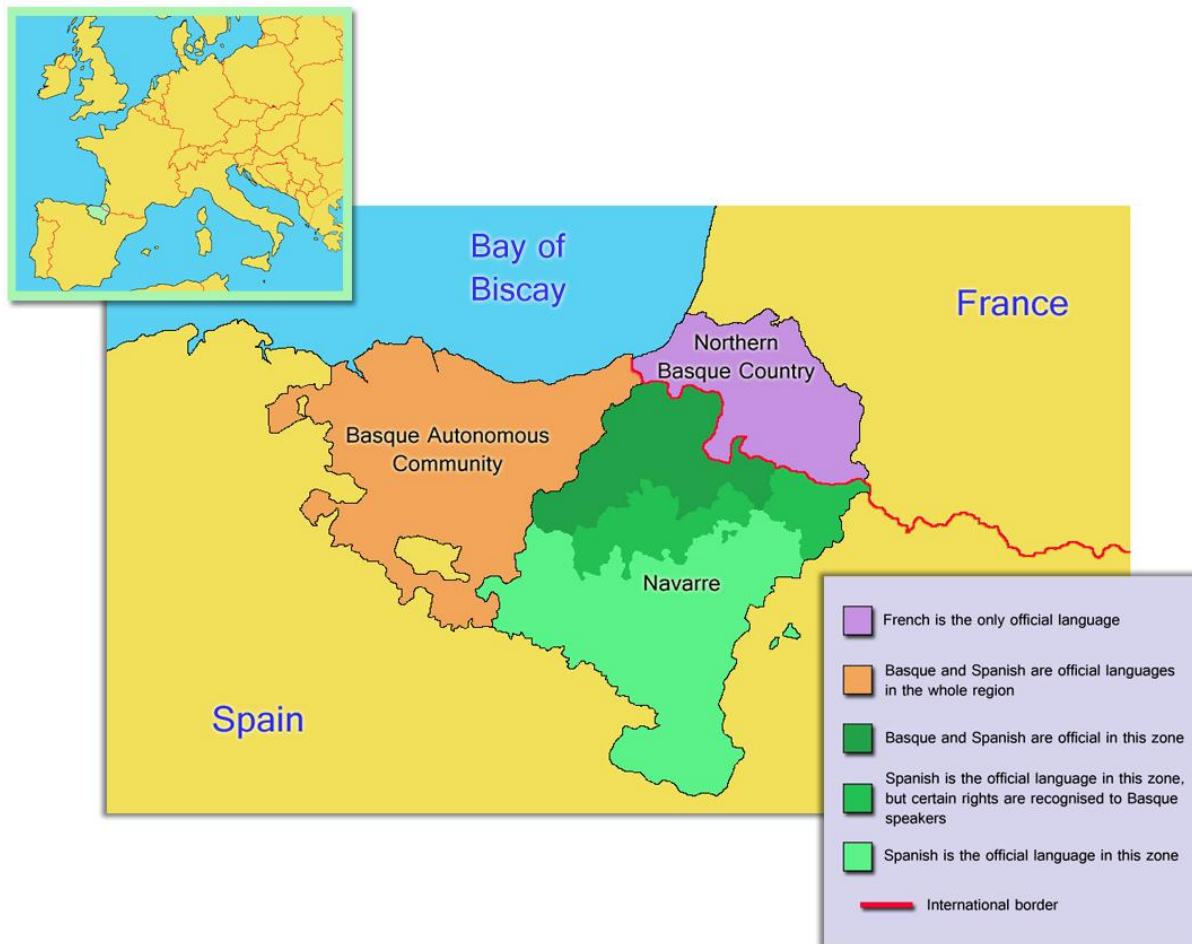 Bay of
Biscay
France
Northern
Basque Country
Basque Autonomous
Community
Navarre
Spain
French is the only official language
Basque and Spanish are official languages
in the whole region
Basque and Spanish are official in this zone
Spanish is the official language in this zone,
but certain rights are recognised to Basque
speakers
Spanish is the official language in this zone
International border